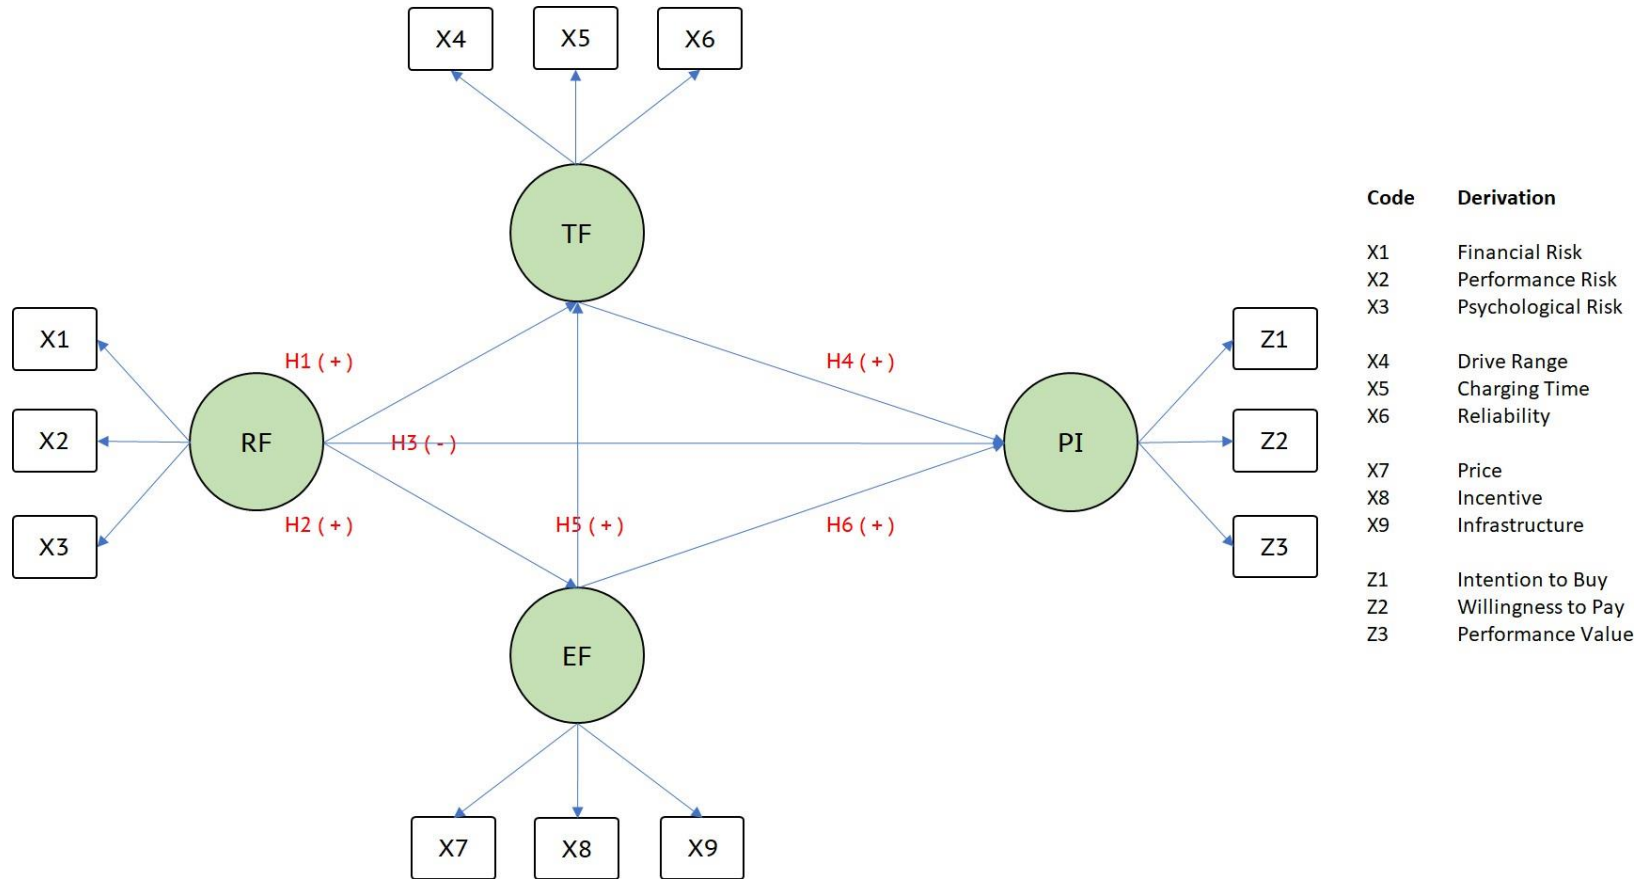 X4 X5 X6
TF
X1
H1 ( + )
H4 ( + )
Z1
X2
RF
H3 ( - )
PI
Z2
H2 ( + )
H5 ( + )
H6 ( + )
X3
Z3
EF
X7 X8 X9
Code Derivation
X1 Financial Risk
X2 Performance Risk
X3 Psychological Risk
X4 Drive Range
X5 Charging Time
X6 Reliability
X7 Price
X8 Incentive
X9 Infrastructure
Z1 Intention to Buy
Z2 Willingness to Pay
Z3 Performance Value